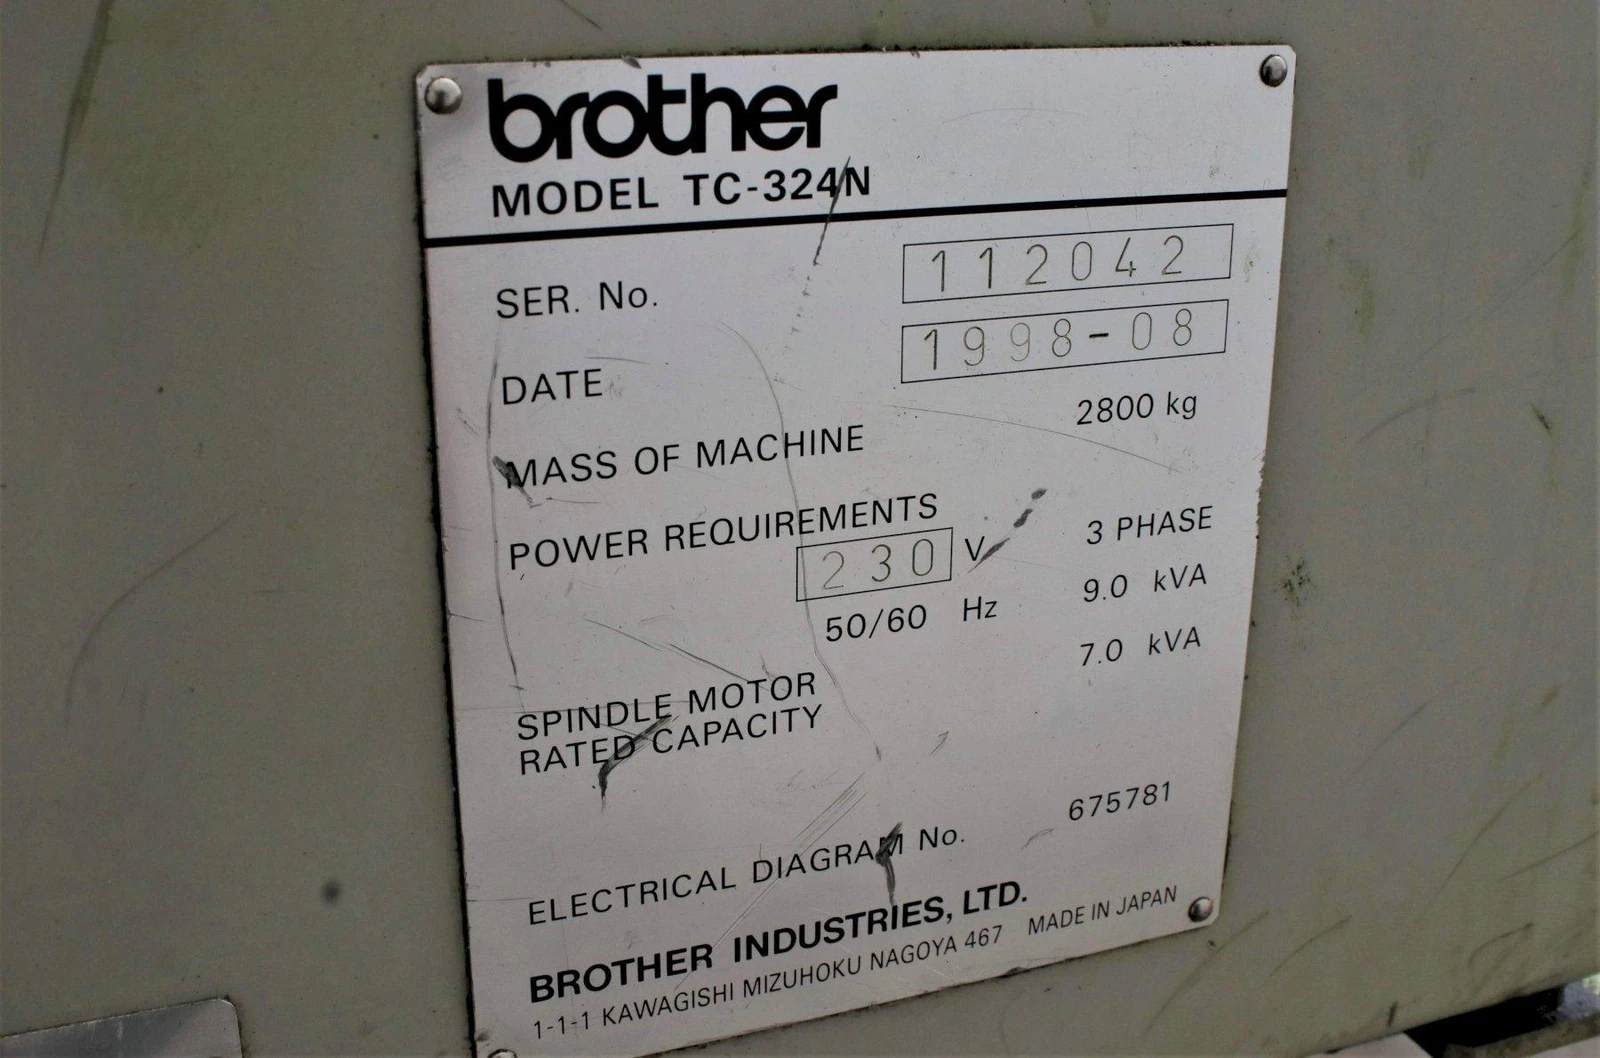 brother
MODEL TC-324N
SER. No. 112042
DATE 1998-08
MASS OF MACHINE 2800 kg
POWER REQUIREMENTS
230 V 3 PHASE
50/60 Hz 9.0 kVA
7.0 kVA
SPINDLE MOTOR
RATED CAPACITY
ELECTRICAL DIAGRAM No. 675781
BROTHER INDUSTRIES, LTD.
1-1-1 KAWAGISHI MIZUHOKU NAGOYA 467 MADE IN JAPAN